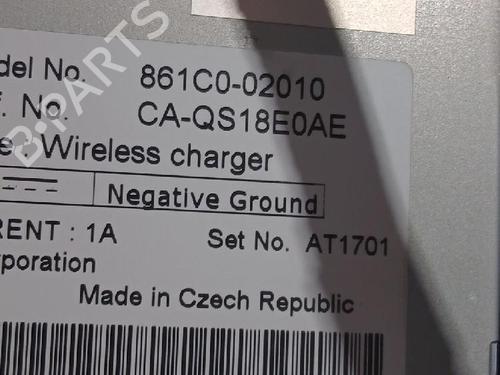 del No. 861C0-02010
f. No. CA-QS18E0AE
e : Wireless charger
Negative Ground
RENT : 1A Set No. AT1701
rporation
Made in Czech Republic
B-PARTS